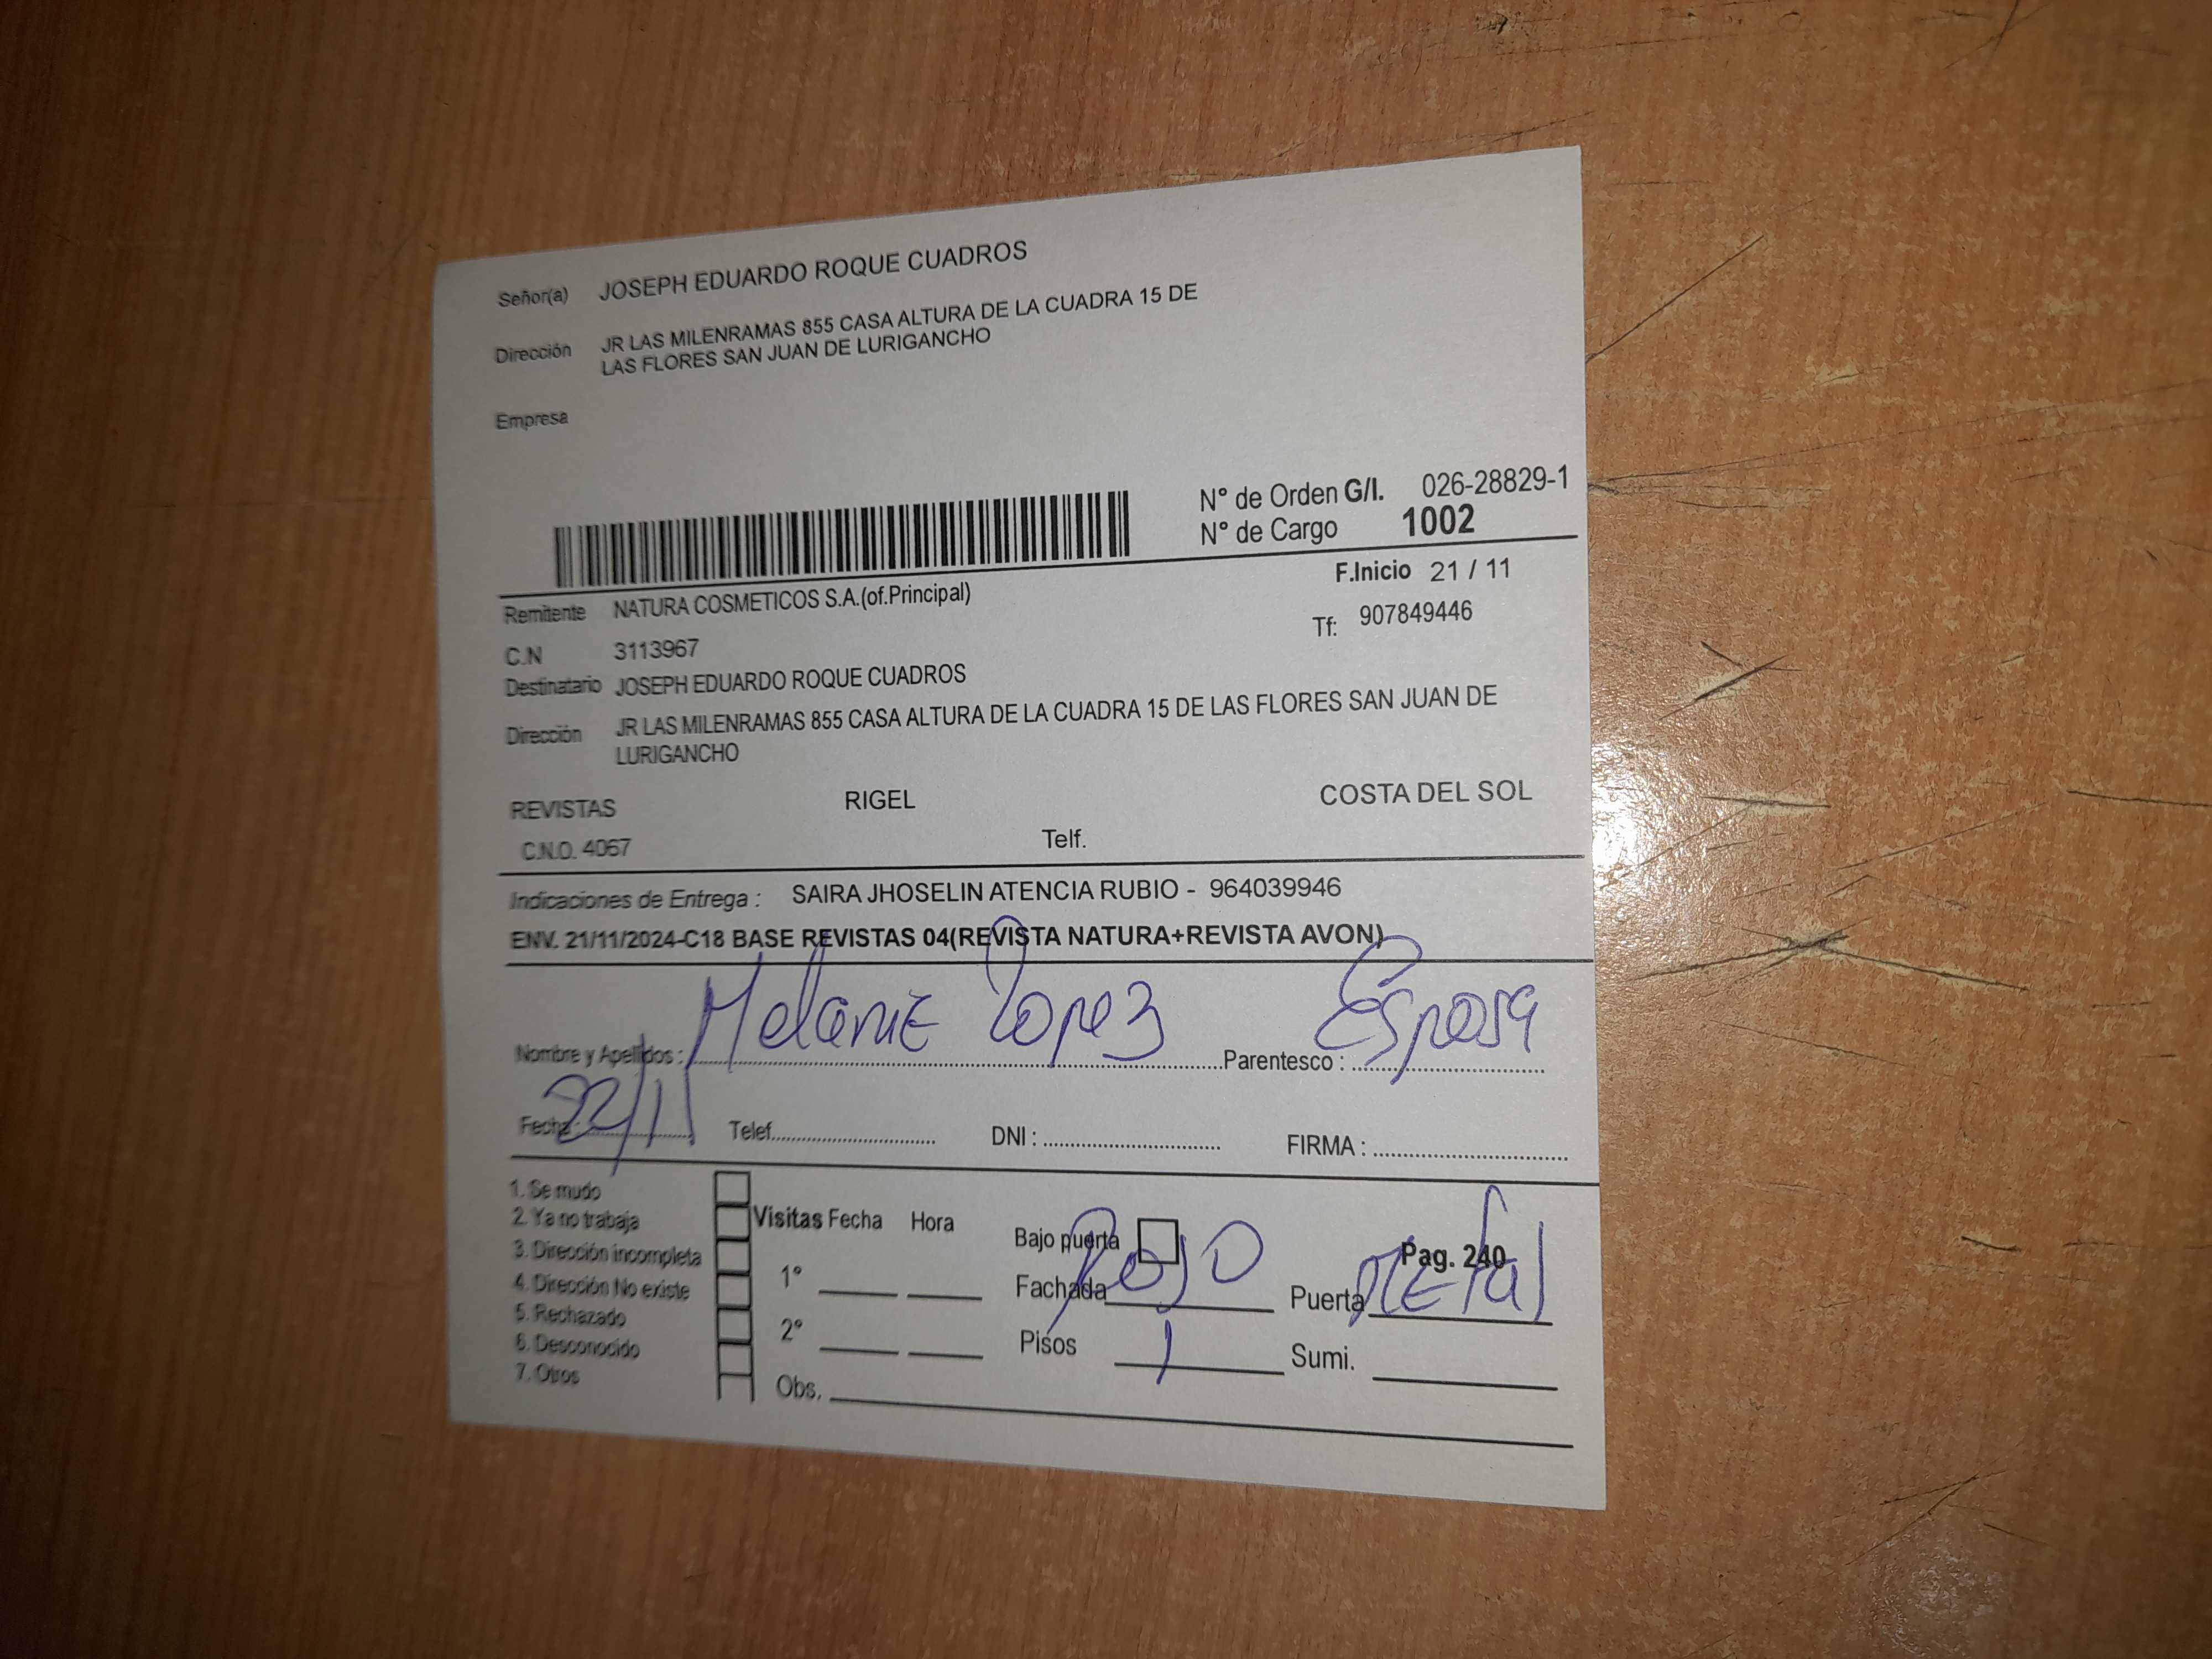 Señor(a) JOSEPH EDUARDO ROQUE CUADROS
Dirección JR LAS MILENRAMAS 855 CASA ALTURA DE LA CUADRA 15 DE
LAS FLORES SAN JUAN DE LURIGANCHO
Empresa
N° de Orden G/I. 026-28829-1
N° de Cargo 1002
F.Inicio 21 / 11
Remitente NATURA COSMETICOS S.A.(of.Principal)
Tf: 907849446
C.N 3113967
Destinatario JOSEPH EDUARDO ROQUE CUADROS
Dirección JR LAS MILENRAMAS 855 CASA ALTURA DE LA CUADRA 15 DE LAS FLORES SAN JUAN DE
LURIGANCHO
REVISTAS RIGEL COSTA DEL SOL
C.N.O. 4067 Telf.
Indicaciones de Entrega : SAIRA JHOSELIN ATENCIA RUBIO - 964039946
ENV. 21/11/2024-C18 BASE REVISTAS 04(REVISTA NATURA+REVISTA AVON)
Nombre y Apellidos : Melanie Lopez Parentesco : Esposa
Fecha : 22/11 Telef. DNI : FIRMA :
1. Se mudo
2. Ya no trabaja
3. Dirección incompleta
4. Dirección No existe
5. Rechazado
6. Desconocido
7. Otros
Visitas Fecha Hora
1°
2°
Obs.
Bajo puerta Pag. 240
Fachada Rojo Puerta Metal
Pisos 1 Sumi.